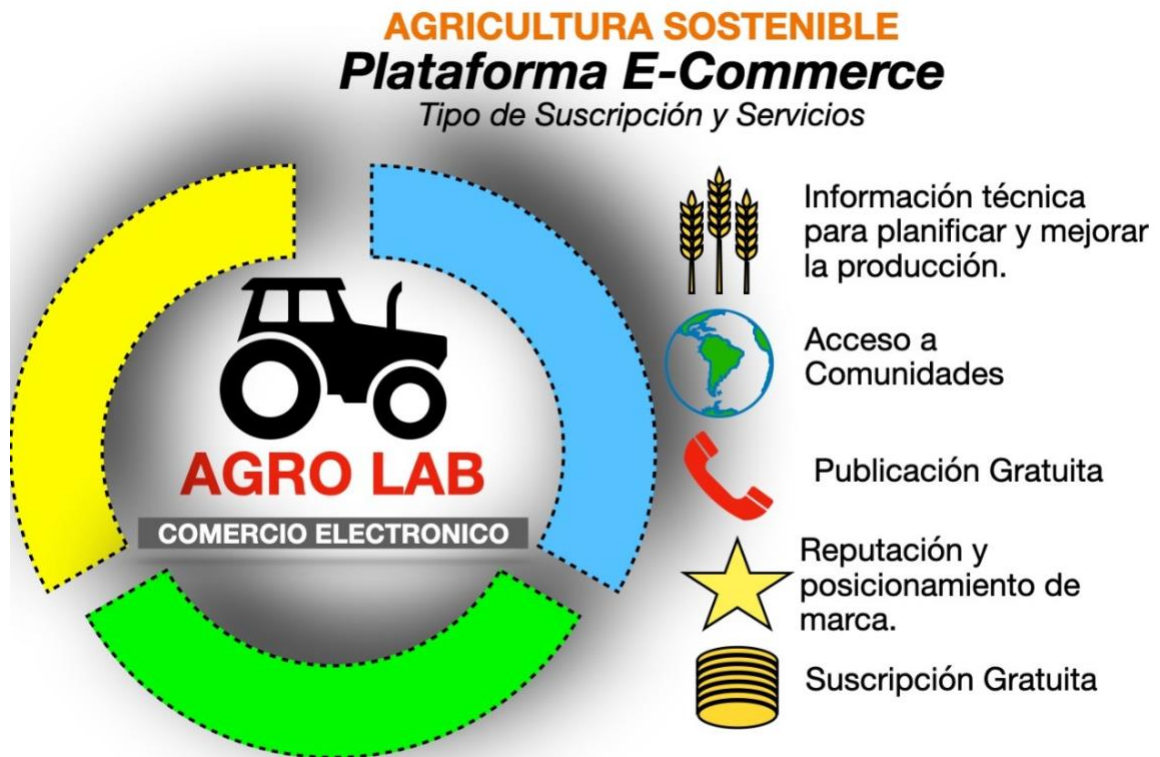 AGRICULTURA SOSTENIBLE
Plataforma E-Commerce
Tipo de Suscripción y Servicios
AGRO LAB
COMERCIO ELECTRONICO
Información técnica
para planificar y mejorar
la producción.
Acceso a
Comunidades
Publicación Gratuita
Reputación y
posicionamiento de
marca.
Suscripción Gratuita